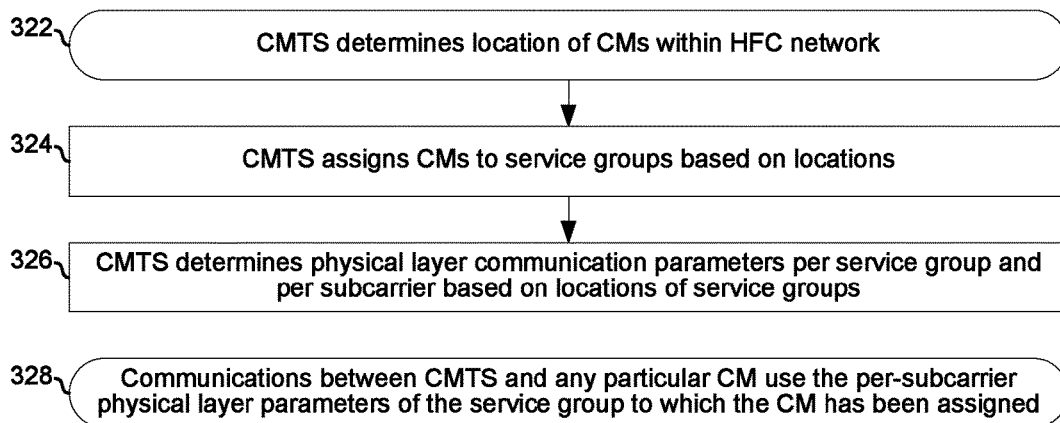 322
CMTS determines location of CMs within HFC network
324
CMTS assigns CMs to service groups based on locations
326
CMTS determines physical layer communication parameters per service group and
per subcarrier based on locations of service groups
328
Communications between CMTS and any particular CM use the per-subcarrier
physical layer parameters of the service group to which the CM has been assigned